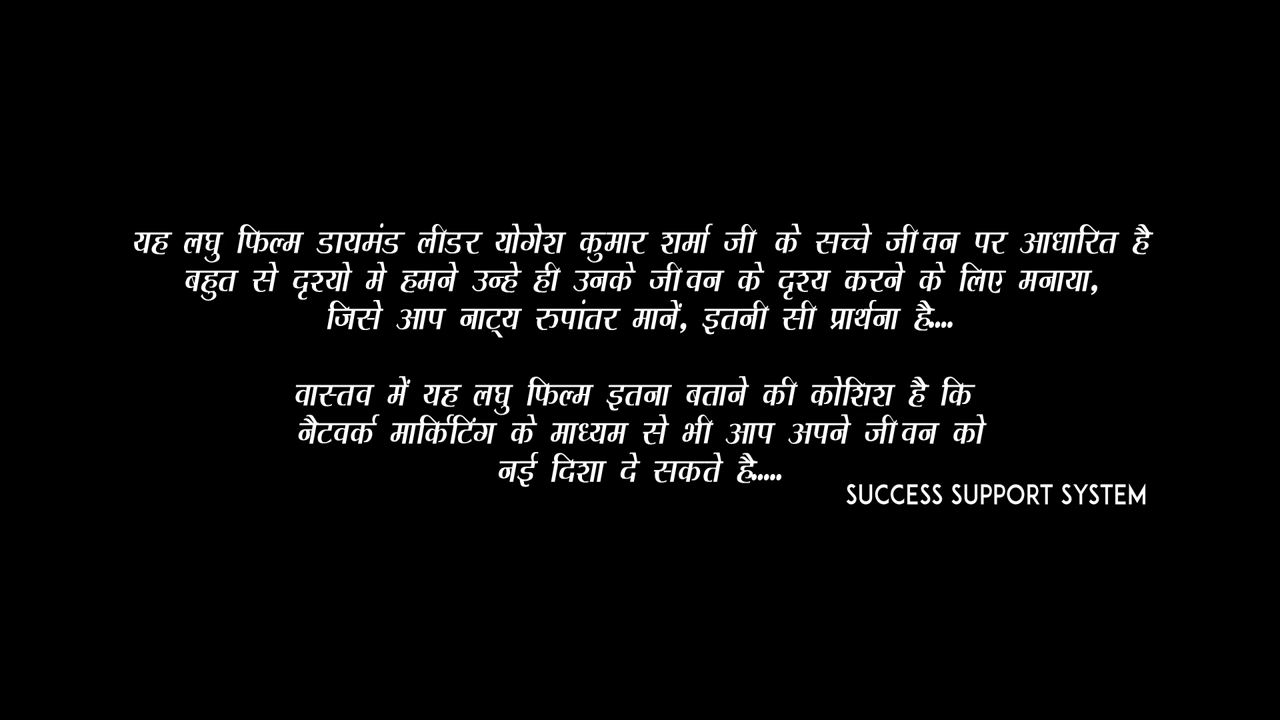 यह लघु फिल्म डायमंड लीडर योगेश कुमार शर्मा जी के सच्चे जीवन पर आधारित है
बहुत से दृश्यो मे हमने उन्हे ही उनके जीवन के दृश्य करने के लिए मनाया,
जिसे आप नाट्य रुपांतर मानें, इतनी सी प्रार्थना है....
वास्तव में यह लघु फिल्म इतना बताने की कोशिश है कि
नैटवर्क मार्किटिंग के माध्यम से भी आप अपने जीवन को
नई दिशा दे सकते है.....
SUCCESS SUPPORT SYSTEM